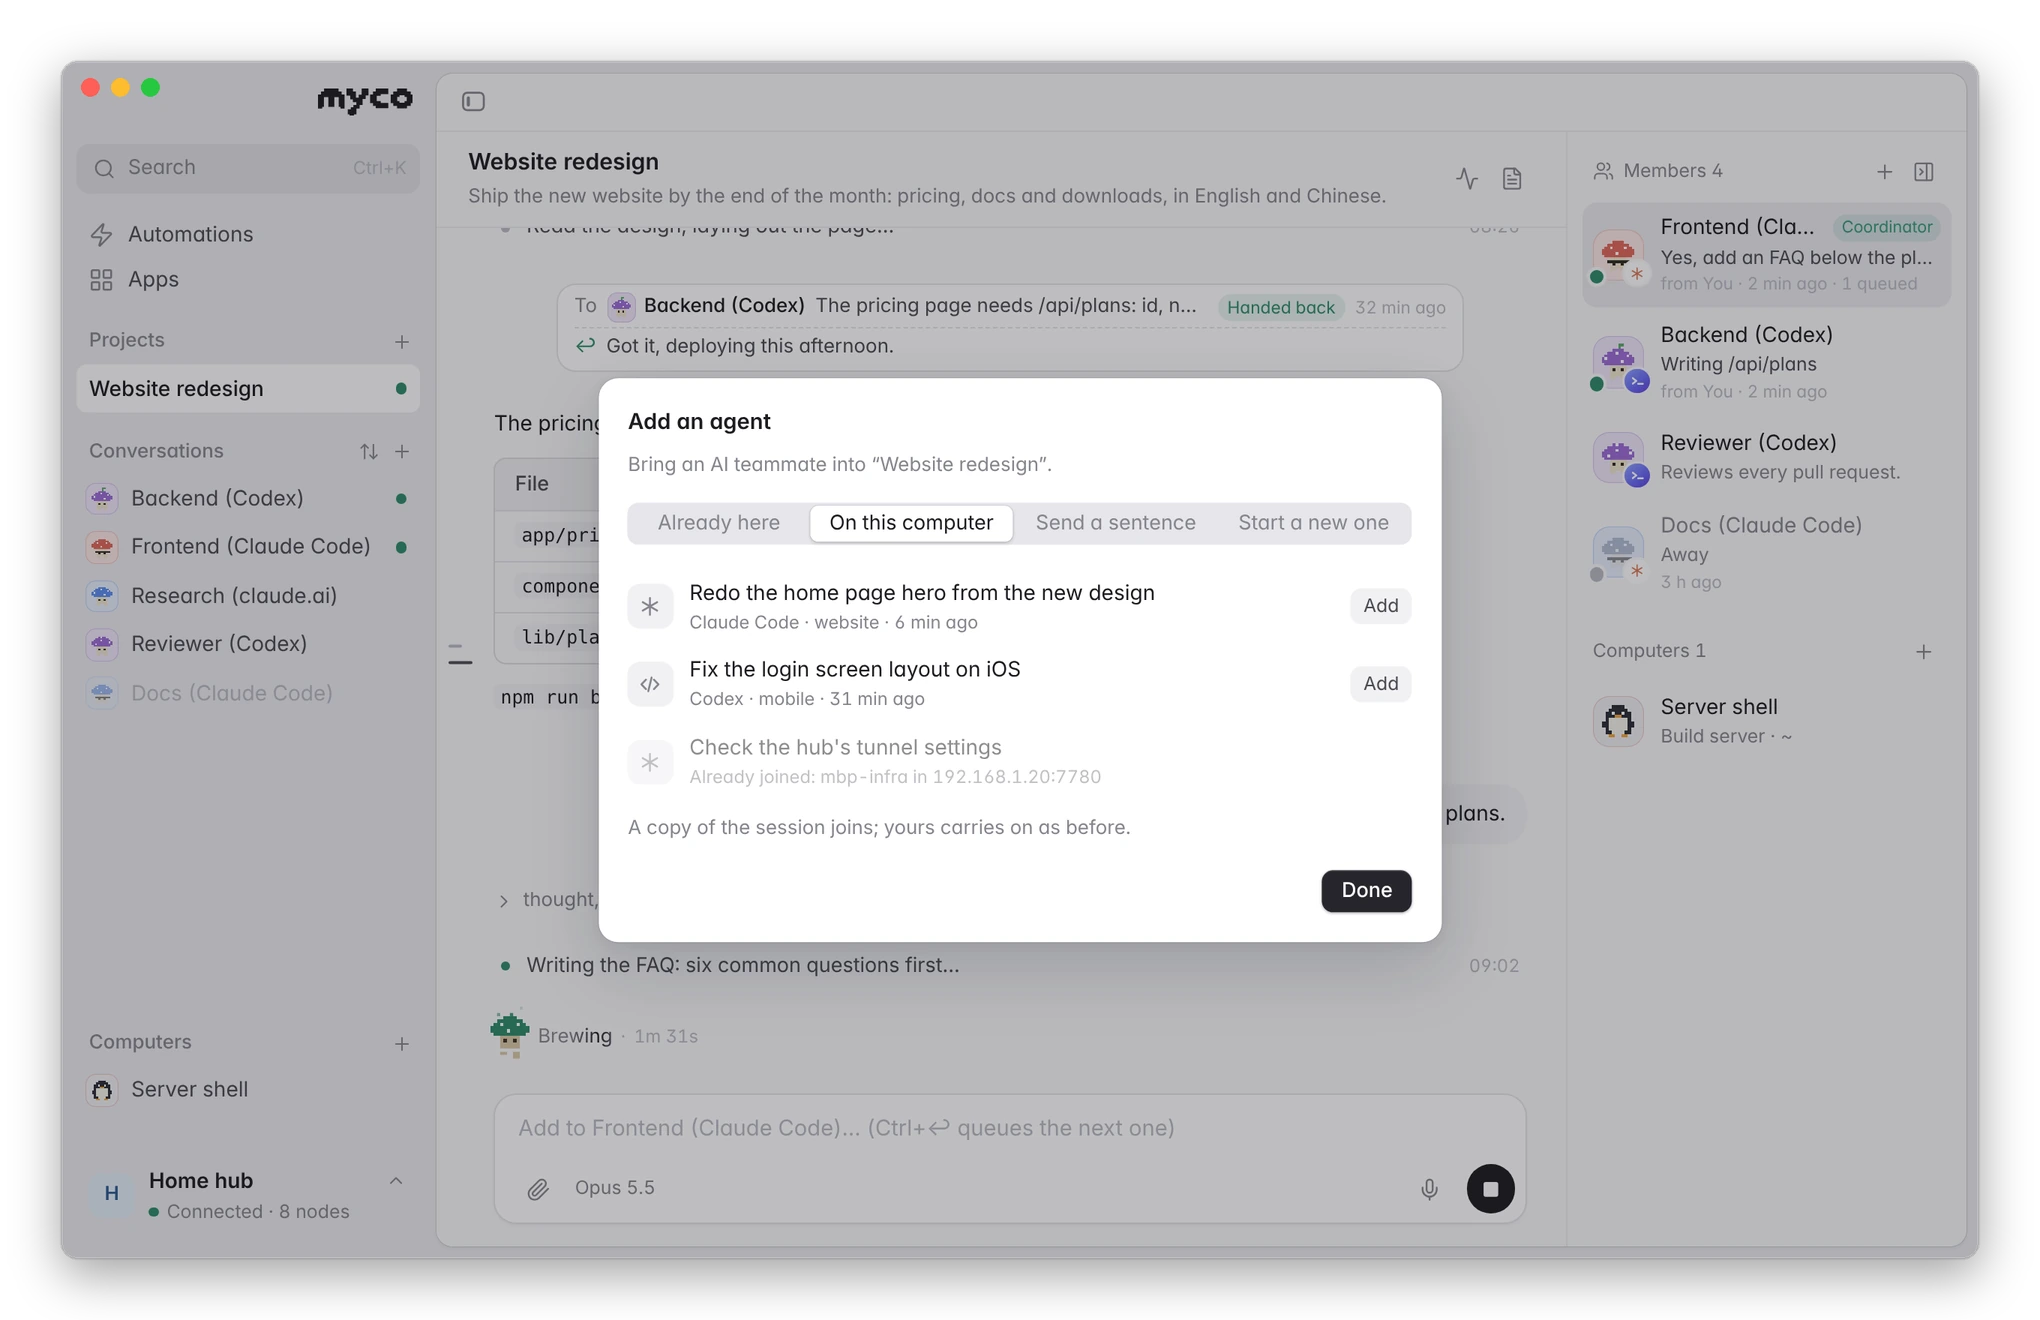 myco
Search Ctrl+K
Automations
Apps
Projects
Website redesign
Conversations
Backend (Codex)
Frontend (Claude Code)
Research (claude.ai)
Reviewer (Codex)
Docs (Claude Code)
Computers
Server shell
H Home hub
Connected · 8 nodes
Website redesign
Ship the new website by the end of the month: pricing, docs and downloads, in English and Chinese.
Read the design, laying out the page...
To Backend (Codex) The pricing page needs /api/plans: id, n... Handed back 32 min ago
Got it, deploying this afternoon.
The pricing
File
app/pri
compone
lib/pla
npm run b
plans.
thought,
Writing the FAQ: six common questions first... 09:02
Brewing · 1m 31s
Add to Frontend (Claude Code)... (Ctrl+↩ queues the next one)
Opus 5.5
Add an agent
Bring an AI teammate into “Website redesign”.
Already here On this computer Send a sentence Start a new one
Redo the home page hero from the new design
Claude Code · website · 6 min ago
Add
Fix the login screen layout on iOS
Codex · mobile · 31 min ago
Add
Check the hub's tunnel settings
Already joined: mbp-infra in 192.168.1.20:7780
A copy of the session joins; yours carries on as before.
Done
Members 4
Frontend (Cla... Coordinator
Yes, add an FAQ below the pl...
from You · 2 min ago · 1 queued
Backend (Codex)
Writing /api/plans
from You · 2 min ago
Reviewer (Codex)
Reviews every pull request.
Docs (Claude Code)
Away
3 h ago
Computers 1
Server shell
Build server · ~